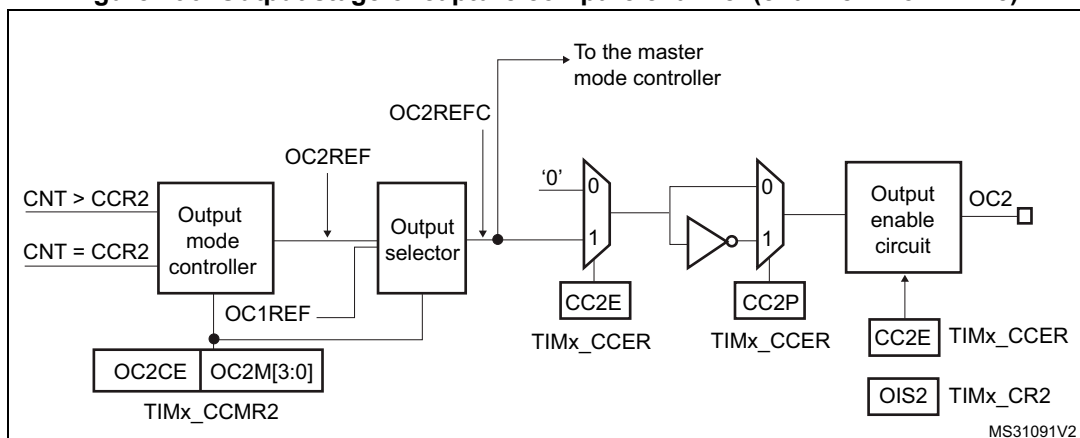 To the master
mode controller
OC2REFC
OC2REF
‘0’
0
1
0
1
CNT > CCR2
CNT = CCR2
Output
mode
controller
Output
selector
Output
enable
circuit
OC2
OC1REF
CC2E
TIMx_CCER
CC2P
TIMx_CCER
CC2E
TIMx_CCER
OC2CE
OC2M[3:0]
TIMx_CCMR2
OIS2
TIMx_CR2
MS31091V2